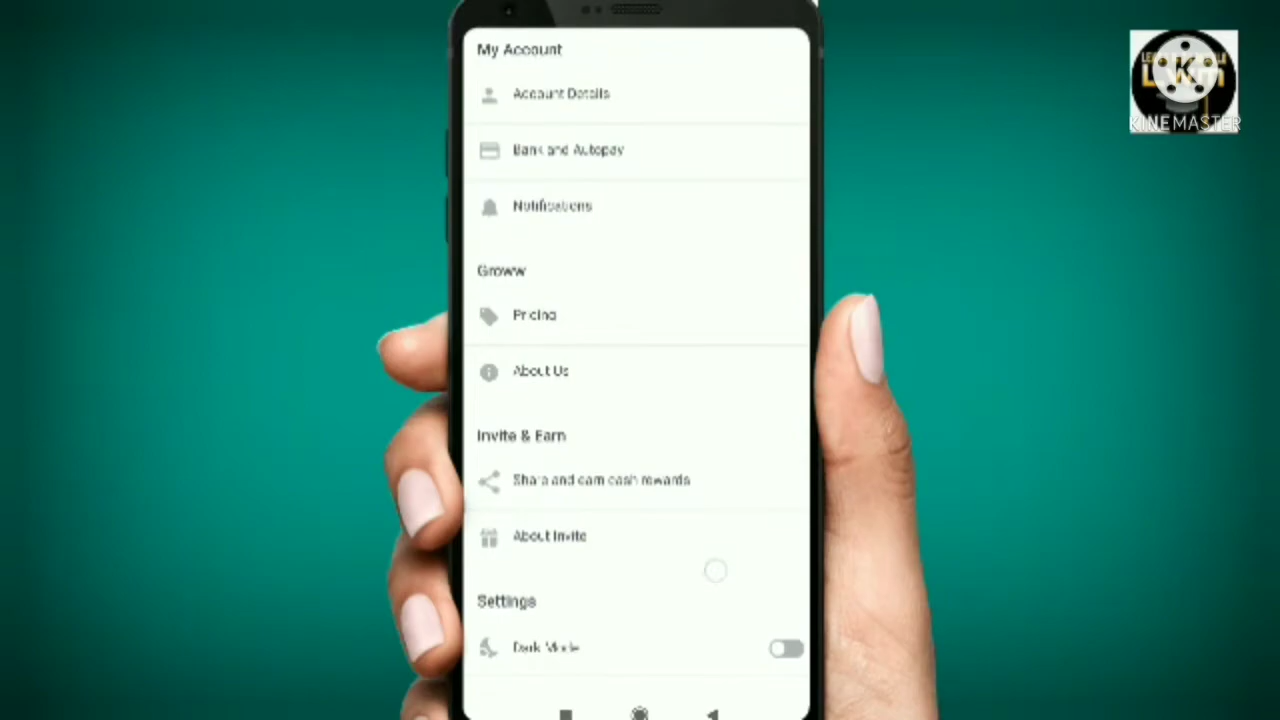 My Account
Account Details
Bank and Autopay
Notifications
Groww
Pricing
About Us
Invite & Earn
Share and earn cash rewards
About Invite
Settings
Dark Mode
KINEMASTER